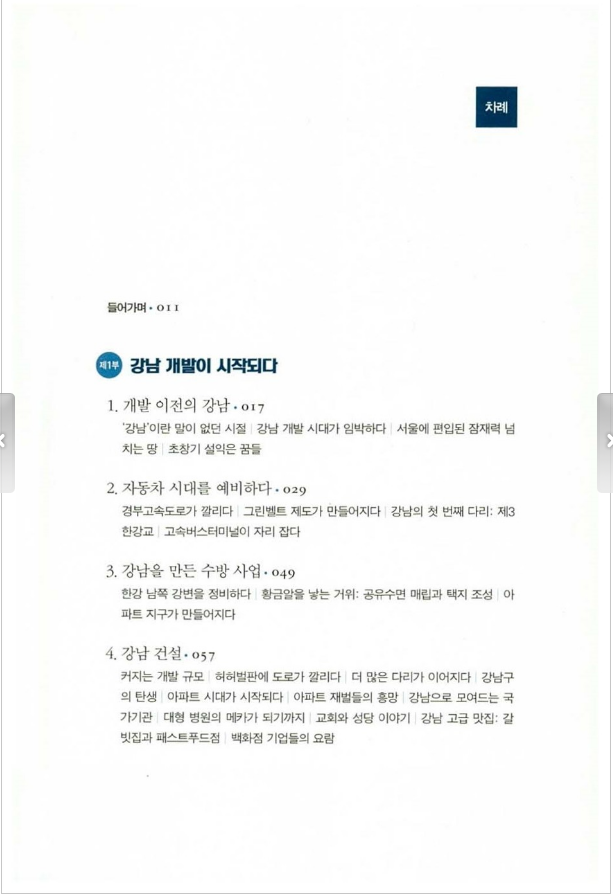 차례
들어가며 • 011
제1부 강남 개발이 시작되다
1. 개발 이전의 강남 • 017
'강남'이란 말이 없던 시절 | 강남 개발 시대가 임박하다 | 서울에 편입된 잠재력 넘
치는 땅 | 초창기 설익은 꿈들
2. 자동차 시대를 예비하다 • 029
경부고속도로가 깔리다 | 그린벨트 제도가 만들어지다 | 강남의 첫 번째 다리: 제3
한강교 | 고속버스터미널이 자리 잡다
3. 강남을 만든 수방 사업 • 049
한강 남쪽 강변을 정비하다 | 황금알을 낳는 거위: 공유수면 매립과 택지 조성 | 아
파트 지구가 만들어지다
4. 강남 건설 • 057
커지는 개발 규모 | 허허벌판에 도로가 깔리다 | 더 많은 다리가 이어지다 | 강남구
의 탄생 | 아파트 시대가 시작되다 | 아파트 재벌들의 흥망 | 강남으로 모여드는 국
가기관 | 대형 병원의 메카가 되기까지 | 교회와 성당 이야기 | 강남 고급 맛집: 갈
빗집과 패스트푸드점 | 백화점 기업들의 요람